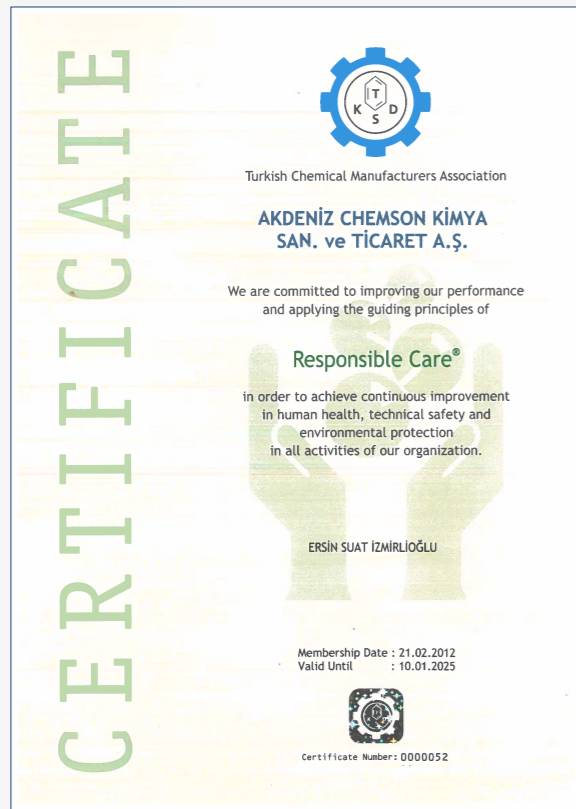 CERTIFICATE
T
K D
S
Turkish Chemical Manufacturers Association
AKDENİZ CHEMSON KİMYA
SAN. ve TİCARET A.Ş.
We are committed to improving our performance
and applying the guiding principles of
Responsible Care®
in order to achieve continuous improvement
in human health, technical safety and
environmental protection
in all activities of our organization.
ERSİN SUAT İZMİRLİOĞLU
Membership Date : 21.02.2012
Valid Until : 10.01.2025
Certificate Number: 0000052